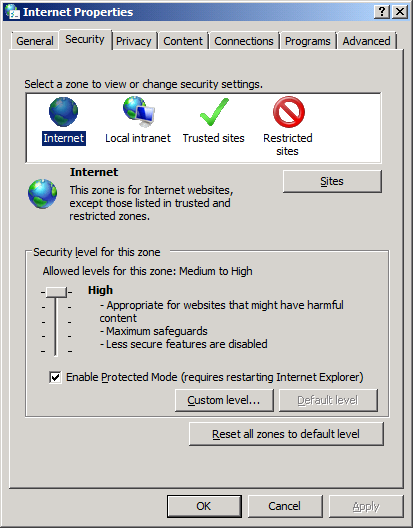 Internet Properties
General Security Privacy Content Connections Programs Advanced
Select a zone to view or change security settings.
Internet Local intranet Trusted sites Restricted
sites
Internet
This zone is for Internet websites,
except those listed in trusted and
restricted zones.
Sites
Security level for this zone
Allowed levels for this zone: Medium to High
High
- Appropriate for websites that might have harmful
content
- Maximum safeguards
- Less secure features are disabled
Enable Protected Mode (requires restarting Internet Explorer)
Custom level... Default level
Reset all zones to default level
OK Cancel Apply